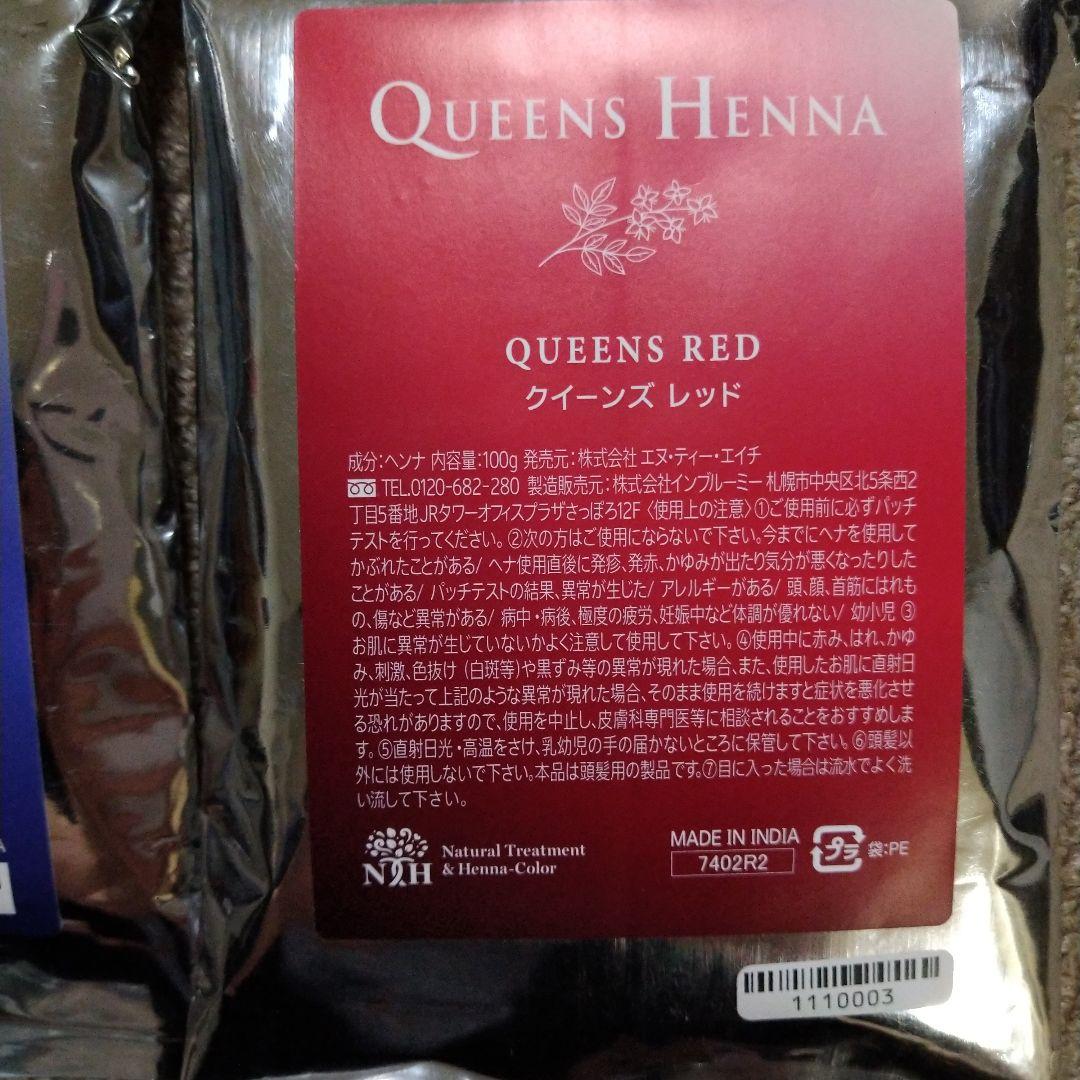 QUEENS HENNA
QUEENS RED
クイーンズ レッド
成分:ヘンナ 内容量:100g 発売元:株式会社 エヌ・ティー・エイチ
TEL.0120-682-280 製造販売元:株式会社インブルーミー 札幌市中央区北5条西2
丁目5番地JRタワーオフィスプラザさっぽろ12F 〈使用上の注意〉①ご使用前に必ずパッチ
テストを行ってください。②次の方はご使用にならないで下さい。今までにヘナを使用して
かぶれたことがある/ ヘナ使用直後に発疹、発赤、かゆみが出たり気分が悪くなったりした
ことがある/ パッチテストの結果、異常が生じた/ アレルギーがある/ 頭、顔、首筋にはれも
の、傷など異常がある/ 病中・病後、極度の疲労、妊娠中など体調が優れない/ 幼小児 ③
お肌に異常が生じていないかよく注意して使用して下さい。④使用中に赤み、はれ、かゆ
み、刺激、色抜け (白斑等)や黒ずみ等の異常が現れた場合、また、使用したお肌に直射日
光が当たって上記のような異常が現れた場合、そのまま使用を続けますと症状を悪化させ
る恐れがありますので、使用を中止し、皮膚科専門医等に相談されることをおすすめしま
す。⑤直射日光・高温をさけ、乳幼児の手の届かないところに保管して下さい。⑥頭髪以
外には使用しないで下さい。本品は頭髪用の製品です。⑦目に入った場合は流水でよく洗
い流して下さい。
NTH
Natural Treatment
& Henna-Color
MADE IN INDIA
7402R2
プラ 袋:PE
A
1110003